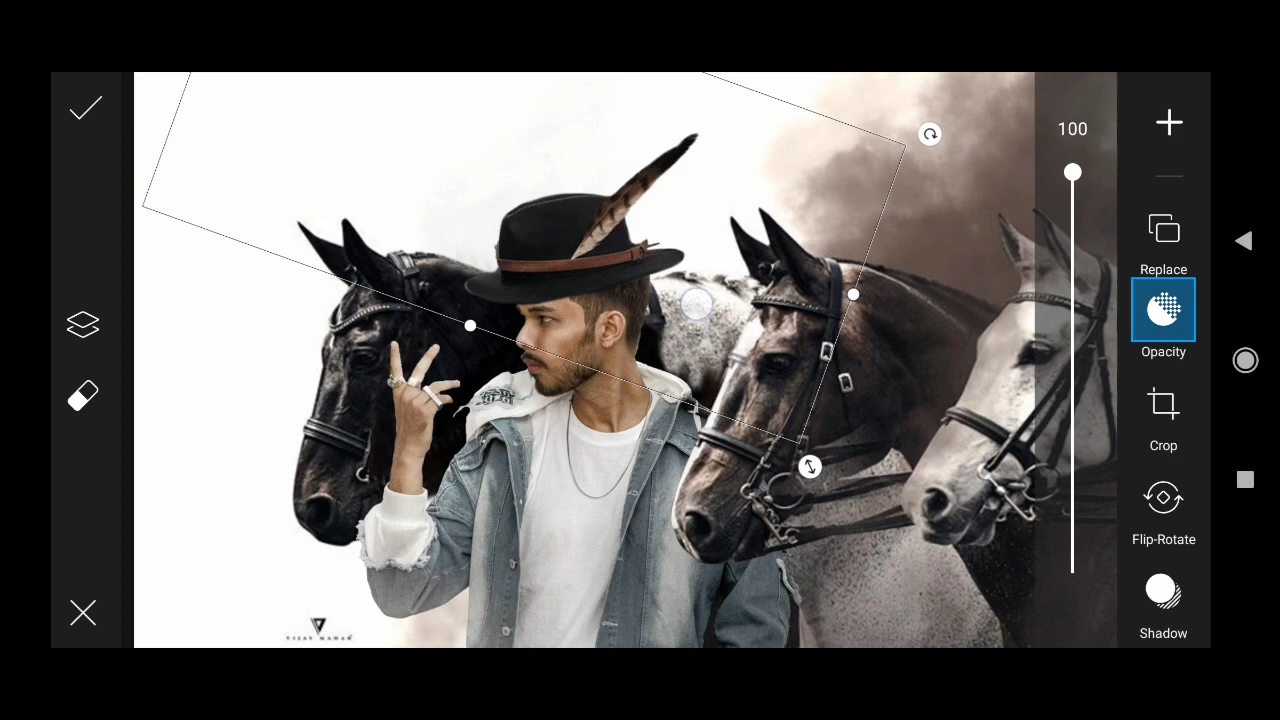 100
Replace
Opacity
Crop
Flip-Rotate
Shadow
VIJAY MAHAR